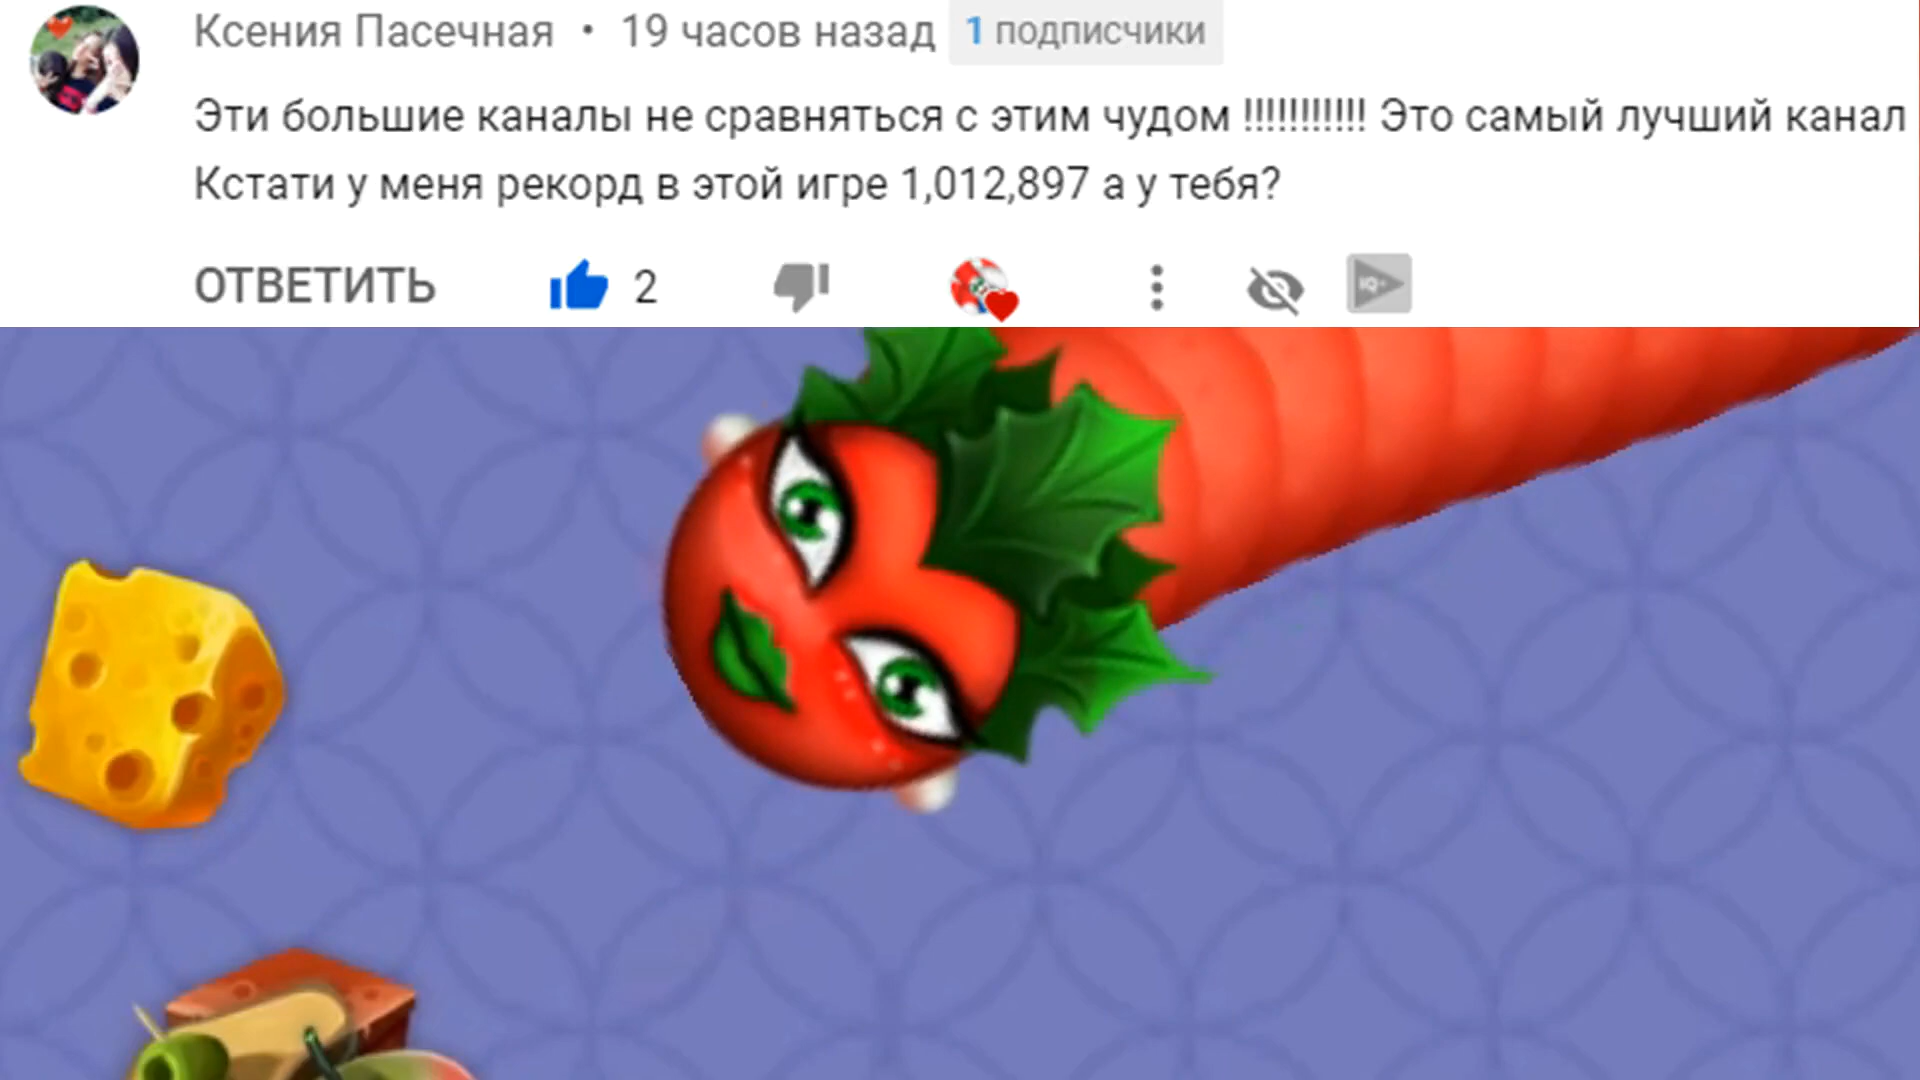 Ксения Пасечная • 19 часов назад 1 подписчики
Эти большие каналы не сравняться с этим чудом !!!!!!!!!!! Это самый лучший канал
Кстати у меня рекорд в этой игре 1,012,897 а у тебя?
ОТВЕТИТЬ 2 IQ